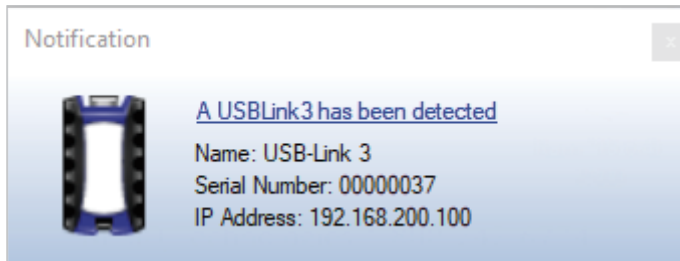 Notification
x
A USBLink3 has been detected
Name: USB-Link 3
Serial Number: 00000037
IP Address: 192.168.200.100